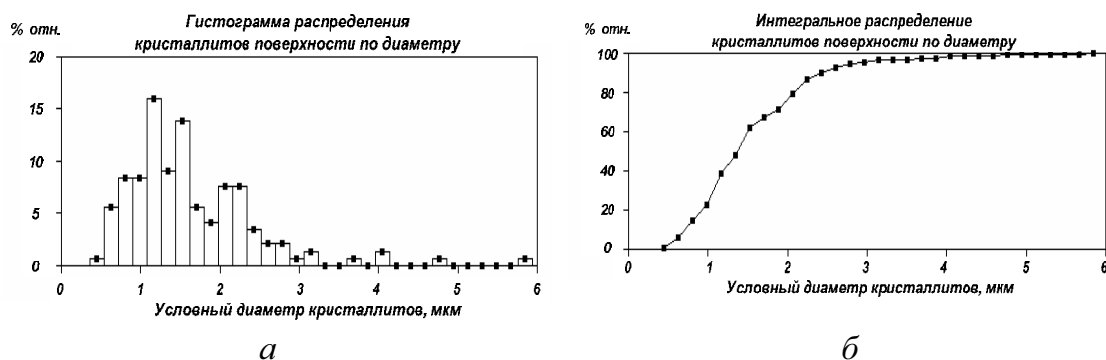 Гистограмма распределения
кристаллитов поверхности по диаметру
% отн.
20
15
10
5
0
0 1 2 3 4 5 6
Условный диаметр кристаллитов, мкм
а
Интегральное распределение
кристаллитов поверхности по диаметру
% отн.
100
80
60
40
20
0
0 1 2 3 4 5 6
Условный диаметр кристаллитов, мкм
б